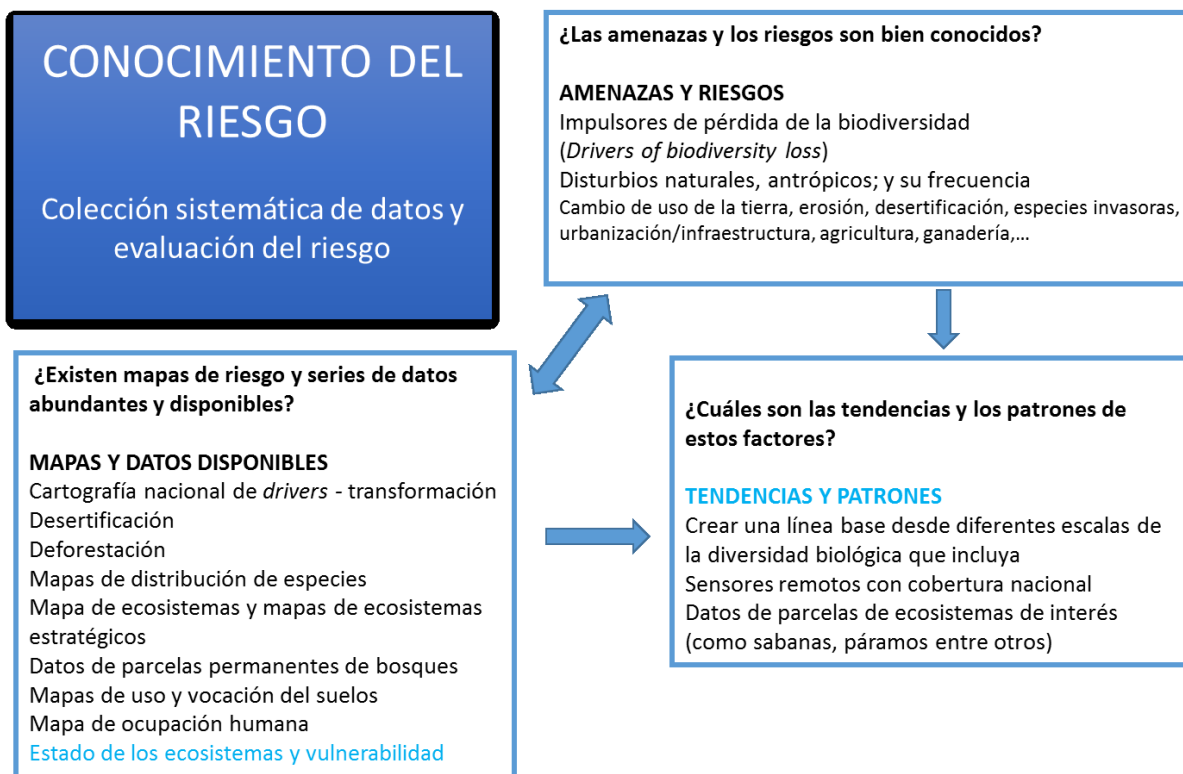 CONOCIMIENTO DEL
RIESGO
Colección sistemática de datos y
evaluación del riesgo
¿Las amenazas y los riesgos son bien conocidos?
AMENAZAS Y RIESGOS
Impulsores de pérdida de la biodiversidad
(Drivers of biodiversity loss)
Disturbios naturales, antrópicos; y su frecuencia
Cambio de uso de la tierra, erosión, desertificación, especies invasoras,
urbanización/infraestructura, agricultura, ganadería,...
¿Existen mapas de riesgo y series de datos
abundantes y disponibles?
MAPAS Y DATOS DISPONIBLES
Cartografía nacional de drivers - transformación
Desertificación
Deforestación
Mapas de distribución de especies
Mapa de ecosistemas y mapas de ecosistemas
estratégicos
Datos de parcelas permanentes de bosques
Mapas de uso y vocación del suelos
Mapa de ocupación humana
Estado de los ecosistemas y vulnerabilidad
¿Cuáles son las tendencias y los patrones de
estos factores?
TENDENCIAS Y PATRONES
Crear una línea base desde diferentes escalas de
la diversidad biológica que incluya
Sensores remotos con cobertura nacional
Datos de parcelas de ecosistemas de interés
(como sabanas, páramos entre otros)